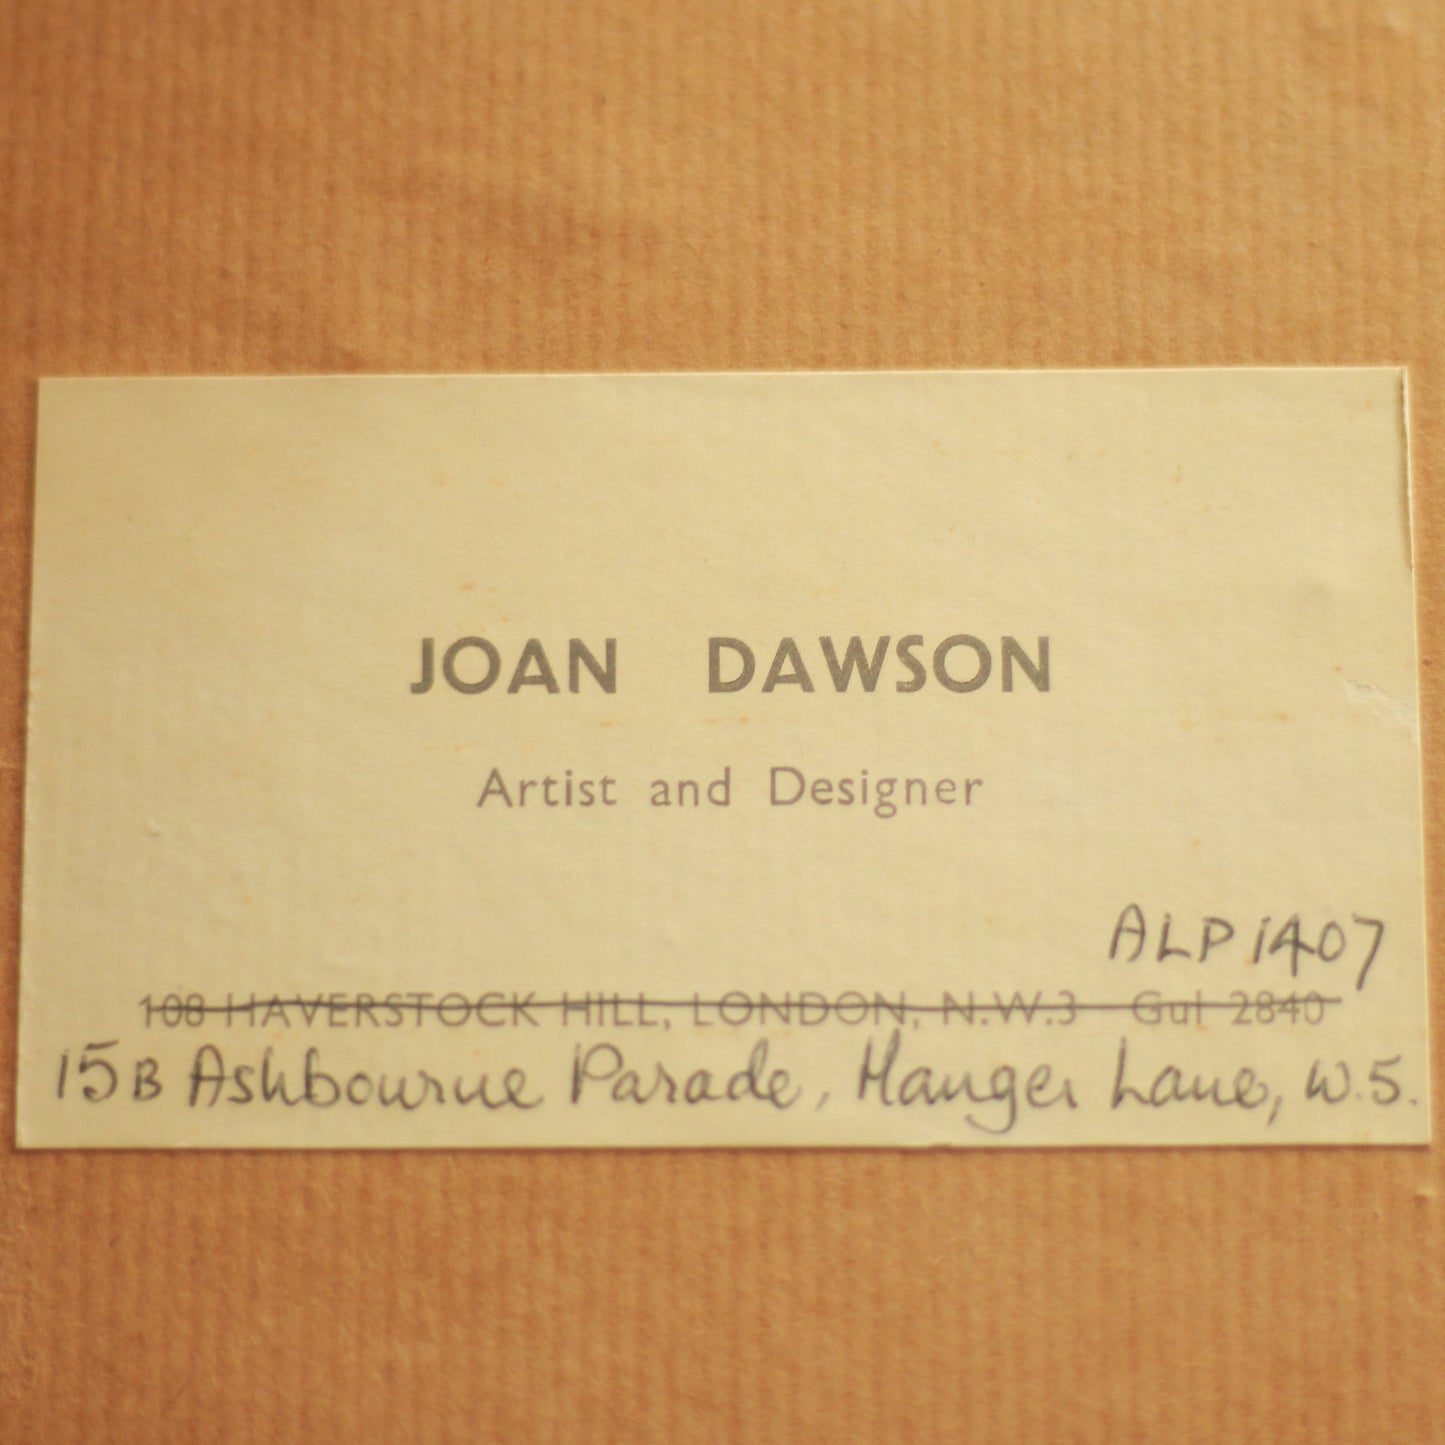 JOAN DAWSON
Artist and Designer
ALP 1407
108 HAVERSTOCK HILL, LONDON, N.W.3 Gul 2840
15B Ashbourne Parade, Hanger Lane, W.5.